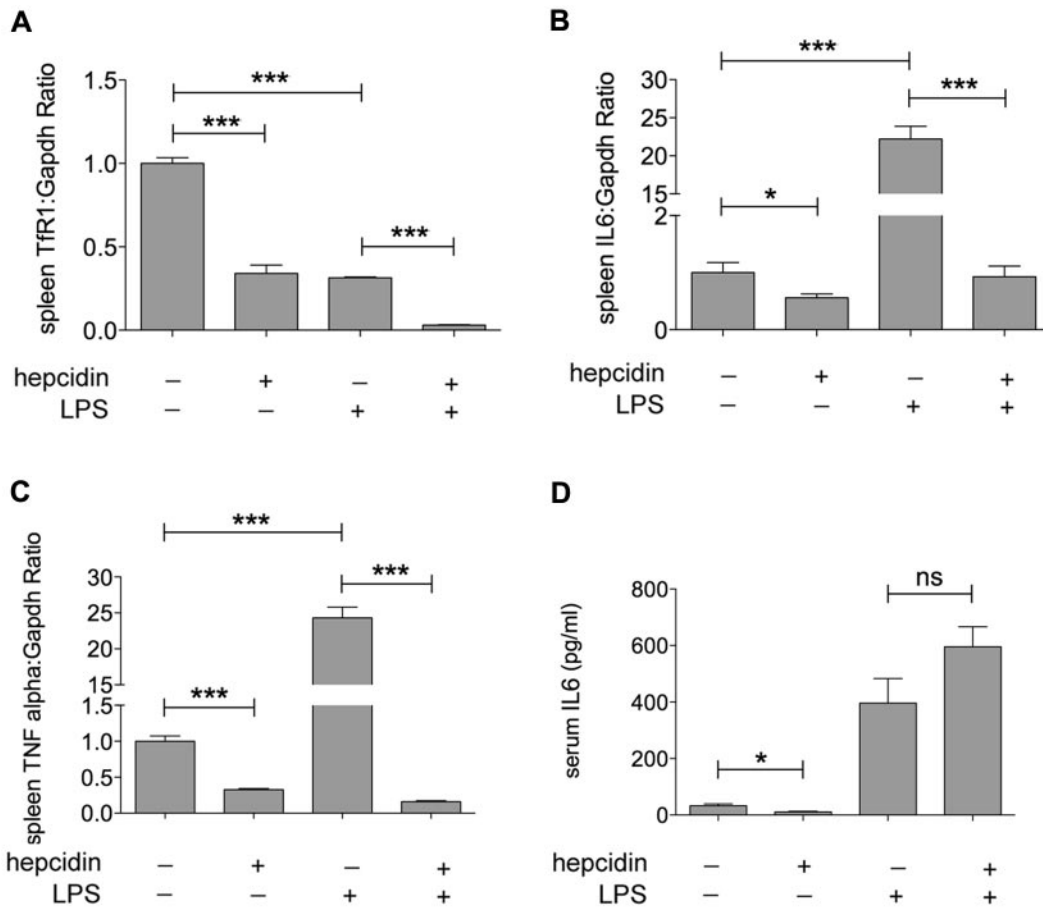 A
spleen TfR1:Gapdh Ratio
1.5
1.0
0.5
0.0
***
***
***
hepcidin – + – +
LPS – – + +
B
spleen IL6:Gapdh Ratio
30
25
20
15
2
0
***
***
*
hepcidin – + – +
LPS – – + +
C
spleen TNF alpha:Gapdh Ratio
30
25
20
15
1.5
1.0
0.5
0.0
***
***
***
hepcidin – + – +
LPS – – + +
D
serum IL6 (pg/ml)
800
600
400
200
0
ns
*
hepcidin – + – +
LPS – – + +